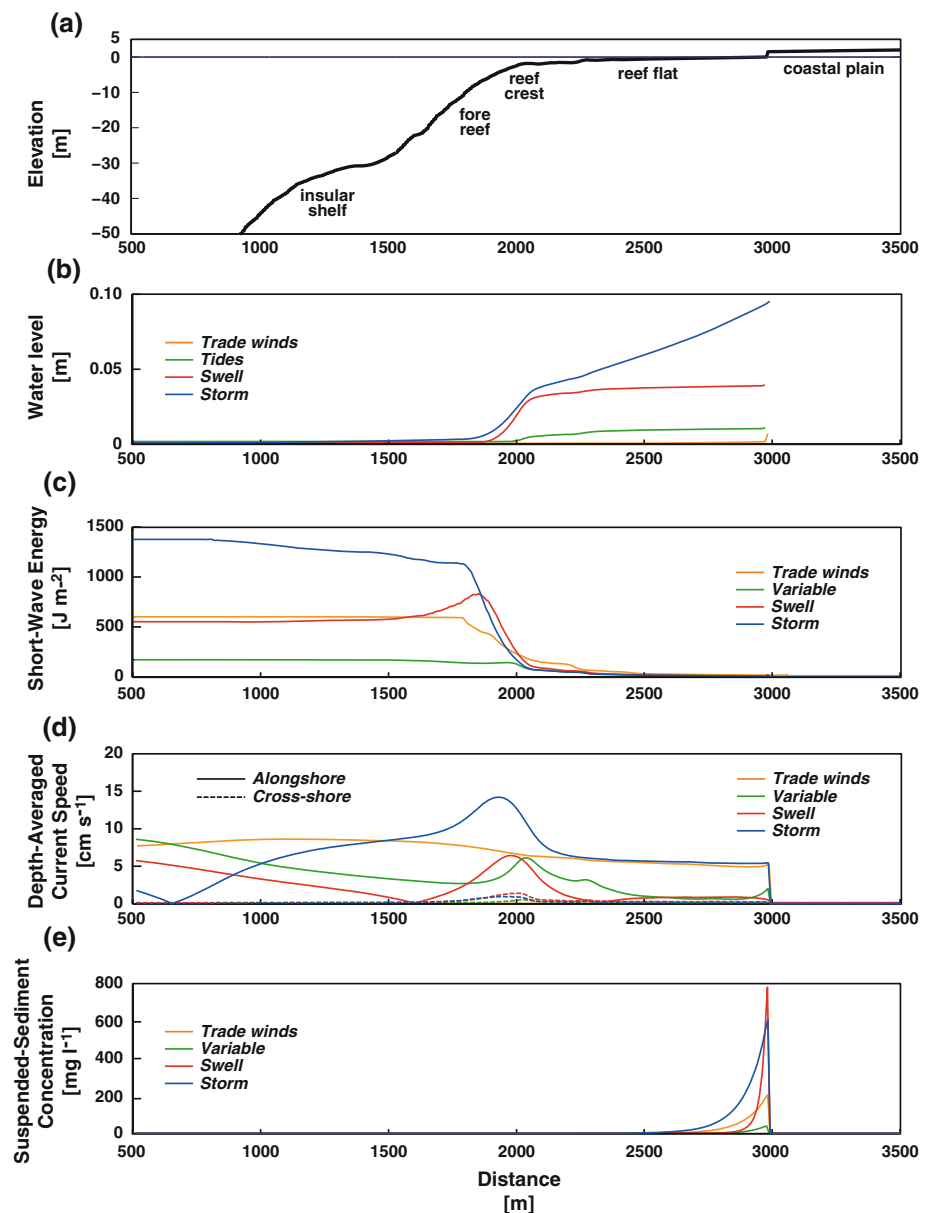 (a)
5
0
−10
−20
−30
−40
−50
Elevation
[m]
insular
shelf
fore
reef
reef
crest
reef flat
coastal plain
500 1000 1500 2000 2500 3000 3500
(b)
0.10
0.05
0
Water level
[m]
Trade winds
Tides
Swell
Storm
500 1000 1500 2000 2500 3000 3500
(c)
1500
1000
500
0
Short-Wave Energy
[J m-²]
Trade winds
Variable
Swell
Storm
500 1000 1500 2000 2500 3000 3500
(d)
20
15
10
5
0
Depth-Averaged
Current Speed
[cm s-¹]
Alongshore
Cross-shore
Trade winds
Variable
Swell
Storm
500 1000 1500 2000 2500 3000 3500
(e)
800
600
400
200
0
Suspended-Sediment
Concentration
[mg l-¹]
Trade winds
Variable
Swell
Storm
500 1000 1500 2000 2500 3000 3500
Distance
[m]